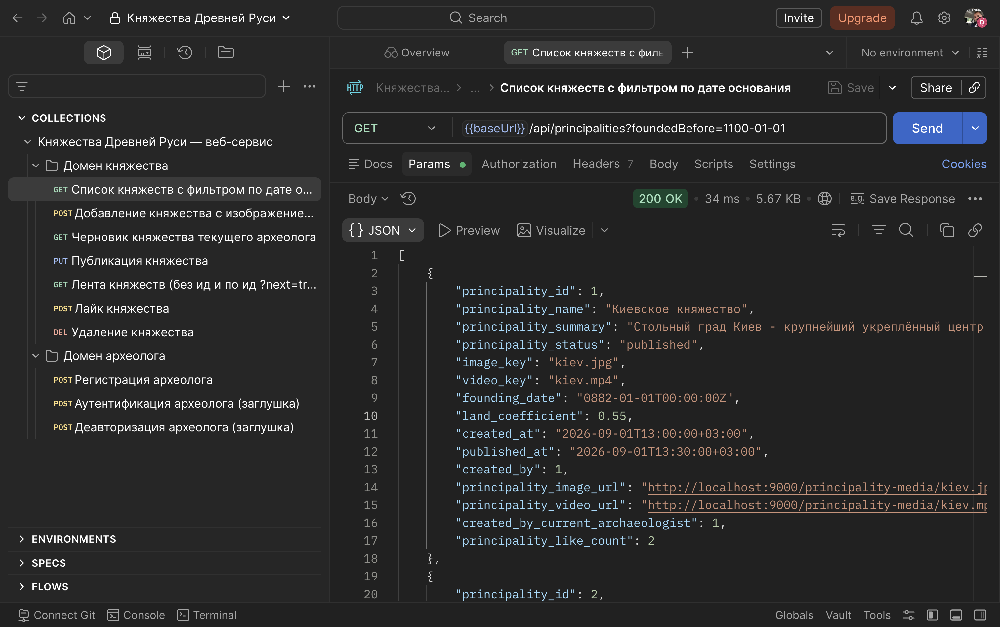 Княжества Древней Руси
Search
Invite
Upgrade
D
Overview
GET Список княжеств с филь
No environment
Княжества... > ... > Список княжеств с фильтром по дате основания
Save
Share
COLLECTIONS
Княжества Древней Руси — веб-сервис
Домен княжества
GET Список княжеств с фильтром по дате о...
POST Добавление княжества с изображение...
GET Черновик княжества текущего археолога
PUT Публикация княжества
GET Лента княжеств (без ид и по ид ?next=tr...
POST Лайк княжества
DEL Удаление княжества
Домен археолога
POST Регистрация археолога
POST Аутентификация археолога (заглушка)
POST Деавторизация археолога (заглушка)
ENVIRONMENTS
SPECS
FLOWS
HTTP
GET {{baseUrl}}/api/principalities?foundedBefore=1100-01-01
Send
Docs Params Authorization Headers 7 Body Scripts Settings Cookies
Body 200 OK • 34 ms • 5.67 KB • e.g. Save Response
{} JSON Preview Visualize
1 [
2 {
3 "principality_id": 1,
4 "principality_name": "Киевское княжество",
5 "principality_summary": "Стольный град Киев - крупнейший укреплённый центр
6 "principality_status": "published",
7 "image_key": "kiev.jpg",
8 "video_key": "kiev.mp4",
9 "founding_date": "0882-01-01T00:00:00Z",
10 "land_coefficient": 0.55,
11 "created_at": "2026-09-01T13:00:00+03:00",
12 "published_at": "2026-09-01T13:30:00+03:00",
13 "created_by": 1,
14 "principality_image_url": "http://localhost:9000/principality-media/kiev.jp
15 "principality_video_url": "http://localhost:9000/principality-media/kiev.mp
16 "created_by_current_archaeologist": 1,
17 "principality_like_count": 2
18 },
19 {
20 "principality_id": 2,
Connect Git Console Terminal
Globals Vault Tools